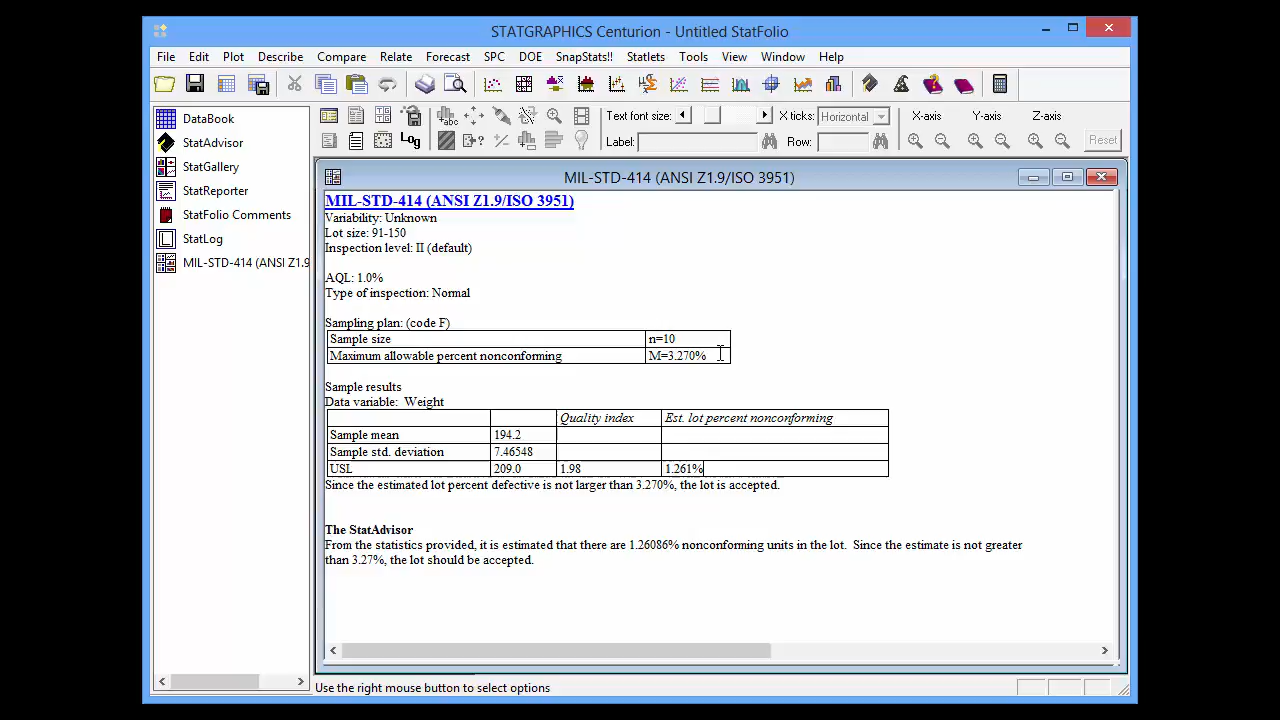 STATGRAPHICS Centurion - Untitled StatFolio
File Edit Plot Describe Compare Relate Forecast SPC DOE SnapStats!! Statlets Tools View Window Help
Text font size: X ticks: Horizontal X-axis Y-axis Z-axis
Log Label: Row: Reset
DataBook
StatAdvisor
StatGallery
StatReporter
StatFolio Comments
StatLog
MIL-STD-414 (ANSI Z1.9
MIL-STD-414 (ANSI Z1.9/ISO 3951)
MIL-STD-414 (ANSI Z1.9/ISO 3951)
Variability: Unknown
Lot size: 91-150
Inspection level: II (default)
AQL: 1.0%
Type of inspection: Normal
Sampling plan: (code F)
Sample size n=10
Maximum allowable percent nonconforming M=3.270%
Sample results
Data variable: Weight
Quality index Est. lot percent nonconforming
Sample mean 194.2
Sample std. deviation 7.46548
USL 209.0 1.98 1.261%
Since the estimated lot percent defective is not larger than 3.270%, the lot is accepted.
The StatAdvisor
From the statistics provided, it is estimated that there are 1.26086% nonconforming units in the lot. Since the estimate is not greater
than 3.27%, the lot should be accepted.
Use the right mouse button to select options